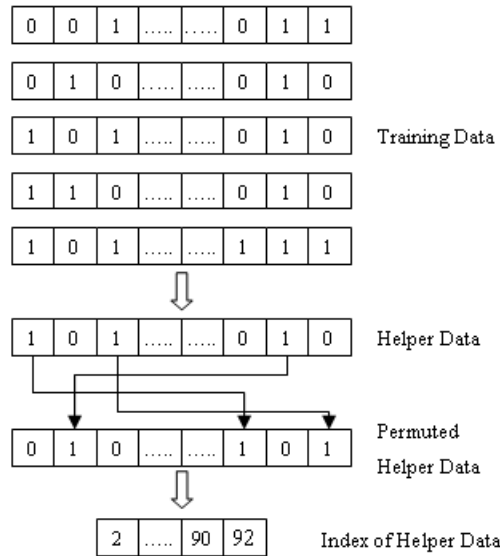 0 0 1 ..... ..... 0 1 1
0 1 0 ..... ..... 0 1 0
1 0 1 ..... ..... 0 1 0 Training Data
1 1 0 ..... ..... 0 1 0
1 0 1 ..... ..... 1 1 1
1 0 1 ..... ..... 0 1 0 Helper Data
0 1 0 ..... ..... 1 0 1 Permuted
Helper Data
2 ..... 90 92 Index of Helper Data